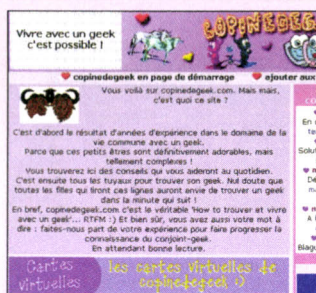 Vivre avec un geek
c'est possible !
COPINEDEGE
copinedegeek en page de démarrage
ajouter aux
Vous voilà sur copinedegeek.com. Mais mais,
c'est quoi ce site ?
C'est d'abord le résultat d'années d'expérience dans le domaine de la
vie commune avec un geek.
Parce que ces petits êtres sont définitivement adorables, mais
tellement complexes !
Vous trouverez ici des conseils qui vous aideront au quotidien.
C'est ensuite tous les tuyaux pour trouver son geek. Nul doute que
toutes les filles qui liront ces lignes auront envie de trouver un geek
dans la minute qui suit !
En bref, copinedegeek.com c'est le véritable 'How to trouver et vivre
avec un geek'... RTFM :) Et bien sûr, vous avez aussi votre mot à
dire : faites-nous part de votre expérience pour faire progresser la
connaissance du conjoint-geek.
En attendant bonne lecture.
Cartes
virtuelles
les cartes virtuelles de
copinedegeek :)
En
Solut
Blagu